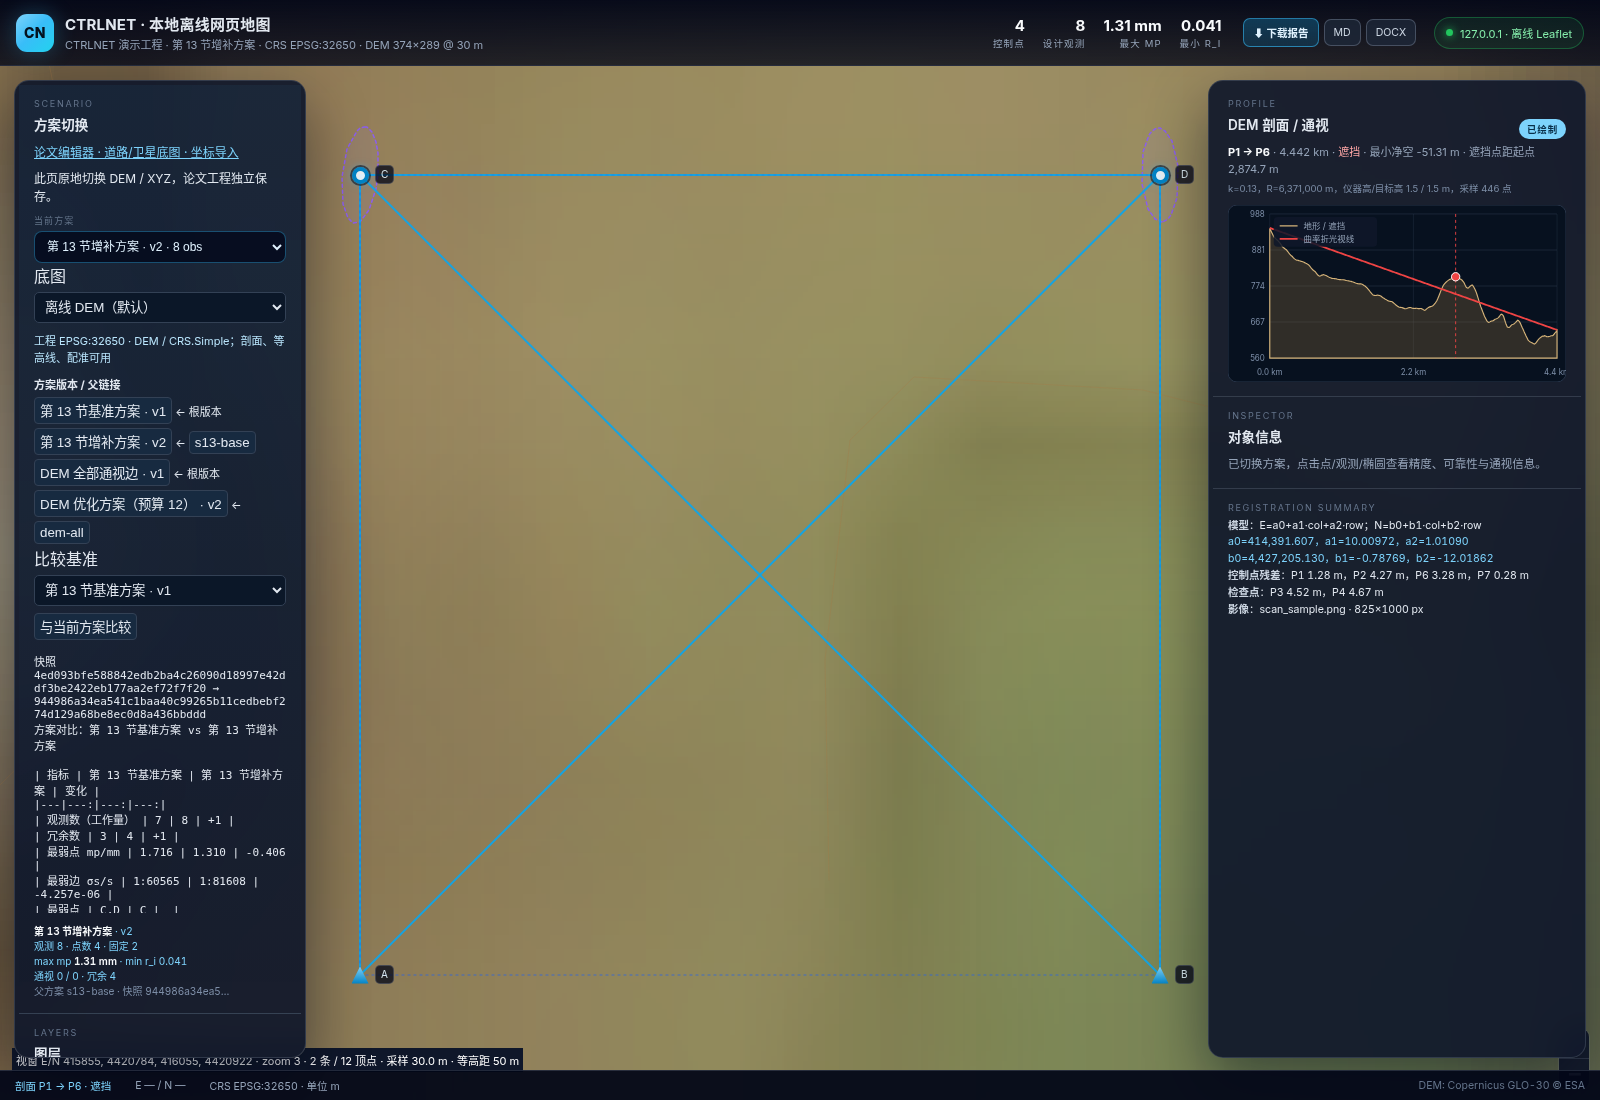 CN
CTRLNET · 本地离线网页地图
CTRLNET 演示工程 · 第 13 节增补方案 · CRS EPSG:32650 · DEM 374×289 @ 30 m
4
控制点
8
设计观测
1.31 mm
最大 MP
0.041
最小 R_I
⬇ 下载报告
MD
DOCX
127.0.0.1 · 离线 Leaflet
SCENARIO
方案切换
论文编辑器 · 道路/卫星底图 · 坐标导入
此页原地切换 DEM / XYZ，论文工程独立保
存。
当前方案
第 13 节增补方案 · v2 · 8 obs
底图
离线 DEM（默认）
工程 EPSG:32650 · DEM / CRS.Simple；剖面、等
高线、配准可用
方案版本 / 父链接
第 13 节基准方案 · v1 ← 根版本
第 13 节增补方案 · v2 ← s13-base
DEM 全部通视边 · v1 ← 根版本
DEM 优化方案（预算 12） · v2 ←
dem-all
比较基准
第 13 节基准方案 · v1
与当前方案比较
快照
4ed093bfe588842edb2ba4c26090d18997e42d
df3be2422eb177aa2ef72f7f20 →
944986a34ea541c1baa40c99265b11cedbebf2
74d129a68be8ec0d8a436bbddd
方案对比: 第 13 节基准方案 vs 第 13 节增补
方案
| 指标 | 第 13 节基准方案 | 第 13 节增补方
案 | 变化 |
|---|---:|---:|---:|
| 观测数（工作量） | 7 | 8 | +1 |
| 冗余数 | 3 | 4 | +1 |
| 最弱点 mp/mm | 1.716 | 1.310 | -0.406
|
| 最弱边 σs/s | 1:60565 | 1:81608 |
-4.257e-06 |
| 最弱点 | C,D | C | |
第 13 节增补方案 · v2
观测 8 · 点数 4 · 固定 2
max mp 1.31 mm · min r_i 0.041
通视 0 / 0 · 冗余 4
父方案 s13-base · 快照 944986a34ea5…
LAYERS
图层
C
D
A
B
PROFILE
DEM 剖面 / 通视
已绘制
P1 → P6 · 4.442 km · 遮挡 · 最小净空 -51.31 m · 遮挡点距起点
2,874.7 m
k=0.13，R=6,371,000 m，仪器高/目标高 1.5 / 1.5 m，采样 446 点
地形 / 遮挡
曲率折光视线
988
881
774
667
560
0.0 km
2.2 km
4.4 km
INSPECTOR
对象信息
已切换方案，点击点/观测/椭圆查看精度、可靠性与通视信息。
REGISTRATION SUMMARY
模型：E=a0+a1·col+a2·row；N=b0+b1·col+b2·row
a0=414,391.607，a1=10.00972，a2=1.01090
b0=4,427,205.130，b1=-0.78769，b2=-12.01862
控制点残差：P1 1.28 m，P2 4.27 m，P6 3.28 m，P7 0.28 m
检查点：P3 4.52 m，P4 4.67 m
影像：scan_sample.png · 825×1000 px
视窗 E/N 415855, 4420784, 416055, 4420922 · zoom 3 · 2 条 / 12 顶点 · 采样 30.0 m · 等高距 50 m
剖面 P1 → P6 · 遮挡
E — / N —
CRS EPSG:32650 · 单位 m
DEM: Copernicus GLO-30 © ESA